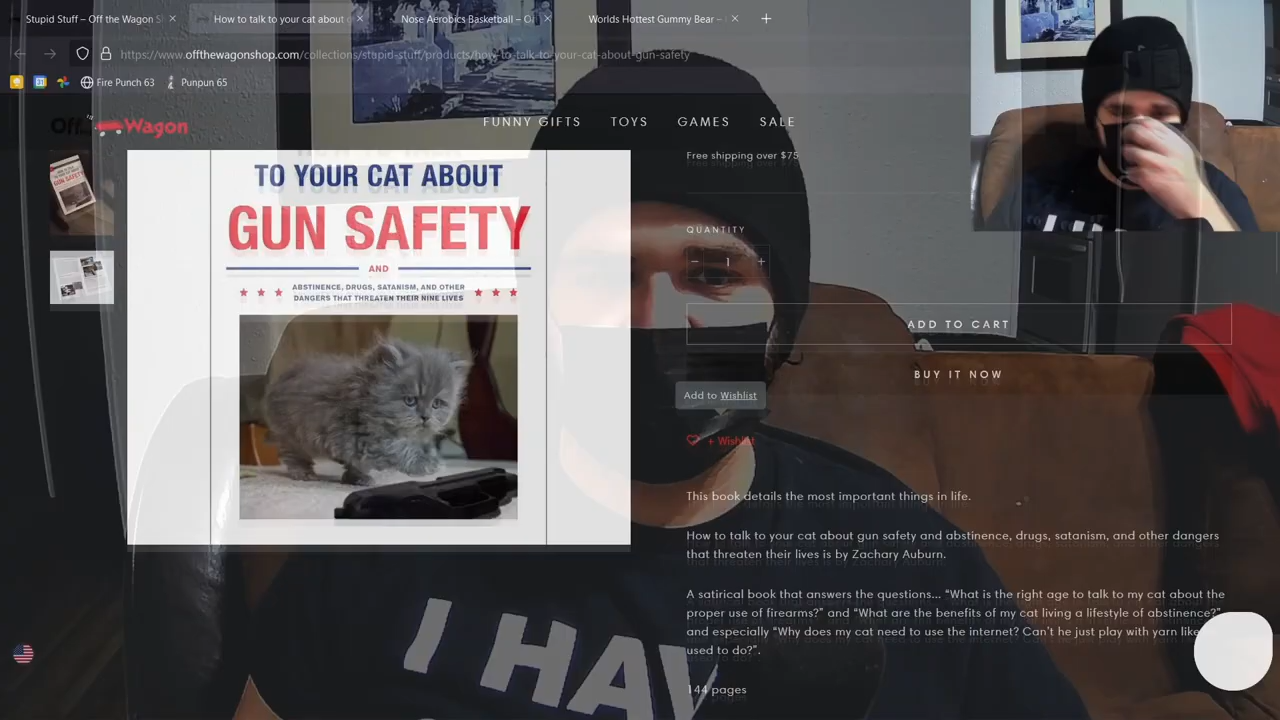 Stupid Stuff – Off the Wagon S
How to talk to your cat about
Nose Aerobics Basketball –
Worlds Hottest Gummy Bear –
https://www.offthewagonshop.com/collections/stupid-stuff/products/how-to-talk-to-your-cat-about-gun-safety
Fire Punch 63
Punpun 65
Off the Wagon
FUNNY GIFTS
TOYS
GAMES
SALE
TO YOUR CAT ABOUT
GUN SAFETY
AND
ABSTINENCE, DRUGS, SATANISM, AND OTHER
DANGERS THAT THREATEN THEIR NINE LIVES
Free shipping over $75
QUANTITY
1
ADD TO CART
BUY IT NOW
Add to Wishlist
+ Wishlist
This book details the most important things in life.
How to talk to your cat about gun safety and abstinence, drugs, satanism, and other dangers
that threaten their lives is by Zachary Auburn.
A satirical book that answers the questions... “What is the right age to talk to my cat about the
proper use of firearms?” and “What are the benefits of my cat living a lifestyle of abstinence?”
and especially “Why does my cat need to use the internet? Can't he just play with yarn like
used to do?”.
144 pages
I HAV